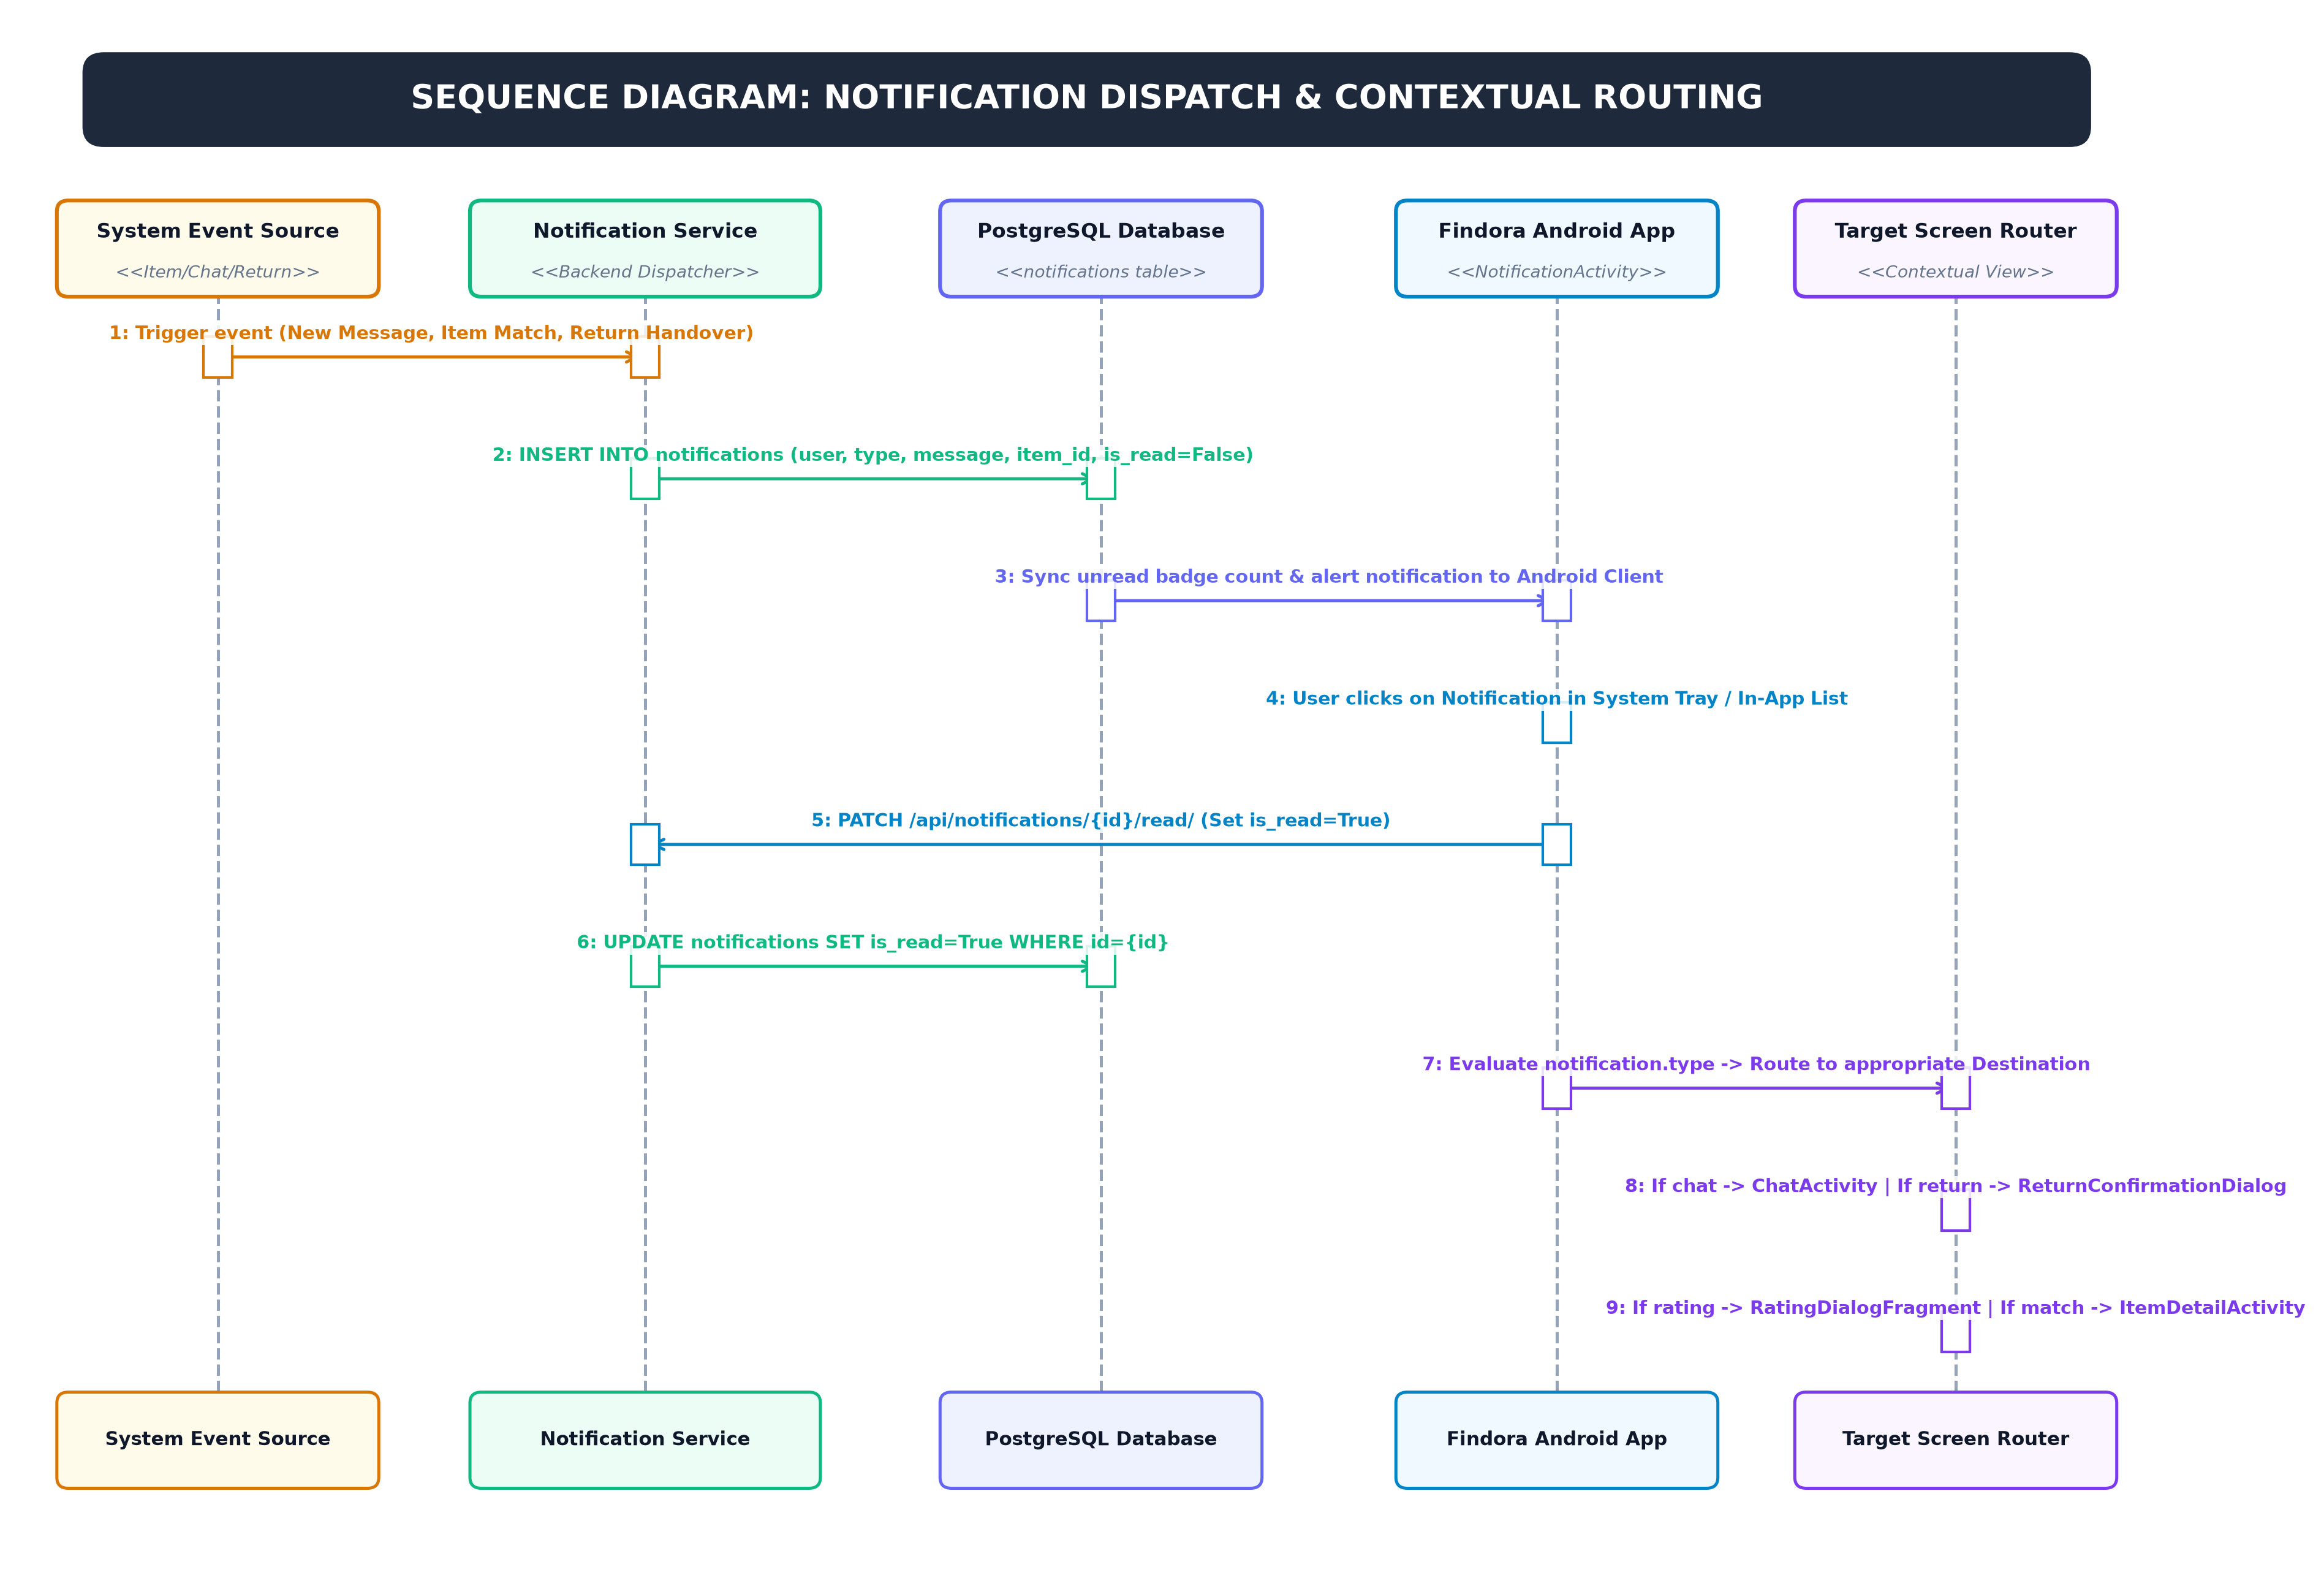 SEQUENCE DIAGRAM: NOTIFICATION DISPATCH & CONTEXTUAL ROUTING
System Event Source
<<Item/Chat/Return>>
Notification Service
<<Backend Dispatcher>>
PostgreSQL Database
<<notifications table>>
Findora Android App
<<NotificationActivity>>
Target Screen Router
<<Contextual View>>
1: Trigger event (New Message, Item Match, Return Handover)
2: INSERT INTO notifications (user, type, message, item_id, is_read=False)
3: Sync unread badge count & alert notification to Android Client
4: User clicks on Notification in System Tray / In-App List
5: PATCH /api/notifications/{id}/read/ (Set is_read=True)
6: UPDATE notifications SET is_read=True WHERE id={id}
7: Evaluate notification.type -> Route to appropriate Destination
8: If chat -> ChatActivity | If return -> ReturnConfirmationDialog
9: If rating -> RatingDialogFragment | If match -> ItemDetailActivity
System Event Source
Notification Service
PostgreSQL Database
Findora Android App
Target Screen Router